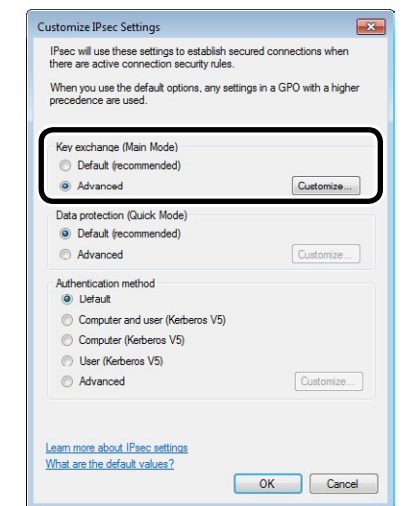 Customize IPsec Settings
IPsec will use these settings to establish secured connections when
there are active connection security rules.
When you use the default options, any settings in a GPO with a higher
precedence are used.
Key exchange (Main Mode)
Default (recommended)
Advanced
Customize...
Data protection (Quick Mode)
Default (recommended)
Advanced
Customize...
Authentication method
Default
Computer and user (Kerberos V5)
Computer (Kerberos V5)
User (Kerberos V5)
Advanced
Customize...
Learn more about IPsec settings
What are the default values?
OK
Cancel